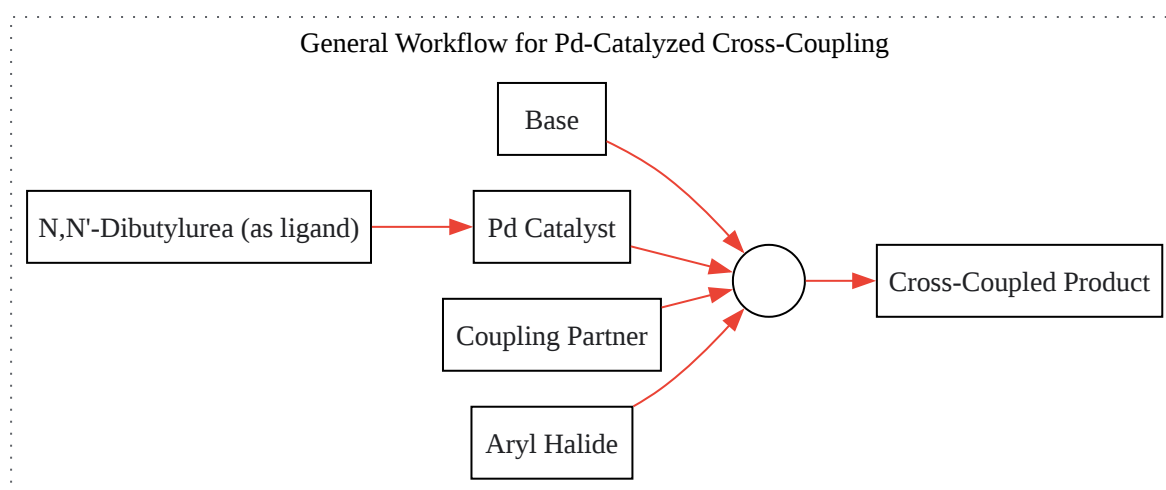 General Workflow for Pd-Catalyzed Cross-Coupling
Base
N,N'-Dibutylurea (as ligand)
Pd Catalyst
Coupling Partner
Aryl Halide
Cross-Coupled Product